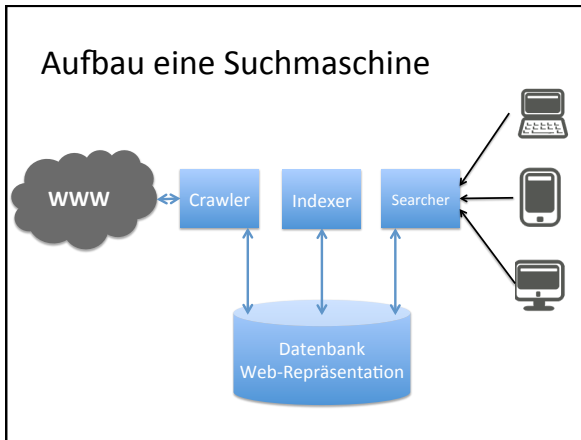 Aufbau eine Suchmaschine
WWW
Crawler
Indexer
Searcher
Datenbank
Web-Repräsentation